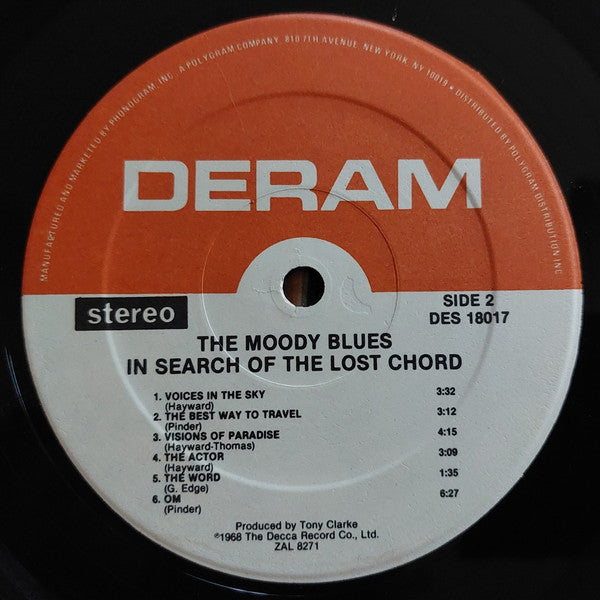 MANUFACTURED AND MARKETED BY PHONOGRAM, INC., A POLYGRAM COMPANY, 810 7TH AVENUE, NEW YORK, N.Y. 10019 • DISTRIBUTED BY POLYGRAM DISTRIBUTION INC.
DERAM
stereo
SIDE 2
DES 18017
THE MOODY BLUES
IN SEARCH OF THE LOST CHORD
1. VOICES IN THE SKY 3:32
(Hayward)
2. THE BEST WAY TO TRAVEL 3:12
(Pinder)
3. VISIONS OF PARADISE 4:15
(Hayward-Thomas)
4. THE ACTOR 3:09
(Hayward)
5. THE WORD 1:35
(G. Edge)
6. OM 6:27
(Pinder)
Produced by Tony Clarke
℗1968 The Decca Record Co., Ltd.
ZAL 8271